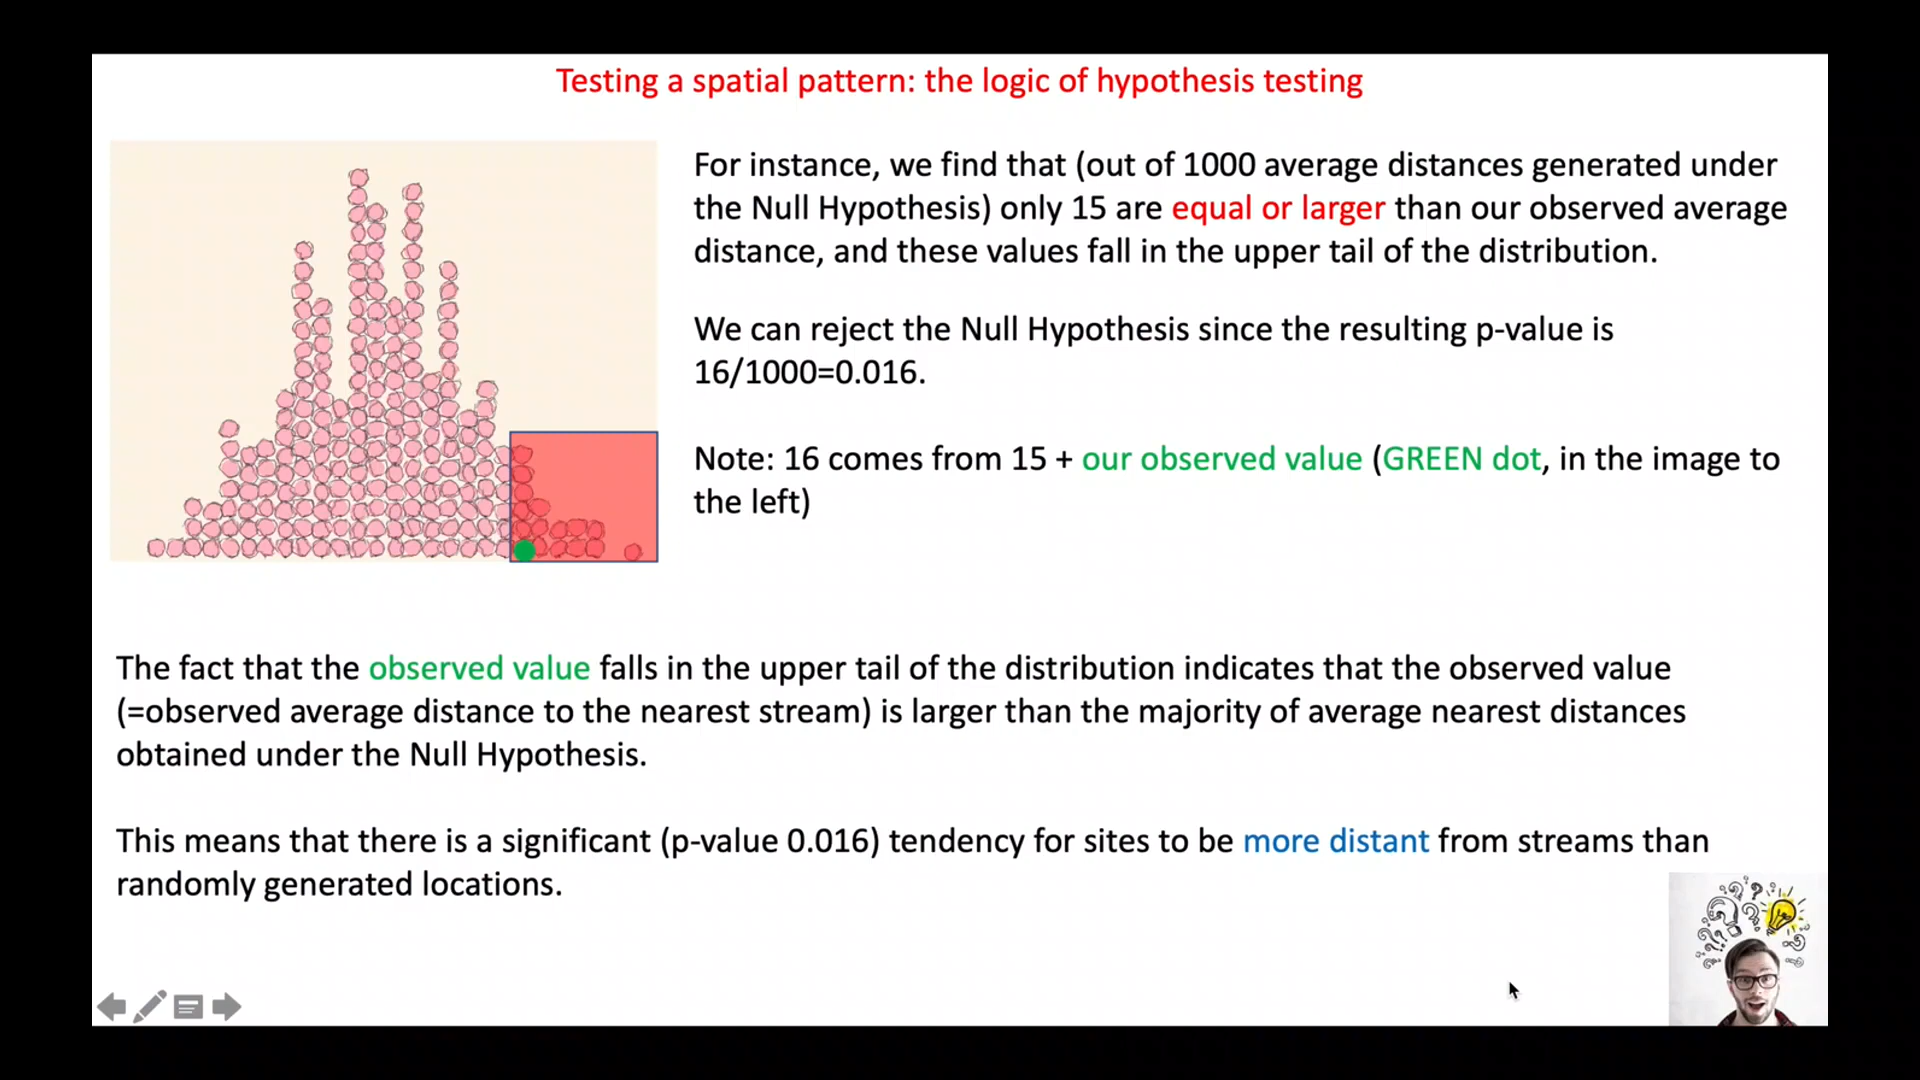 Testing a spatial pattern: the logic of hypothesis testing
For instance, we find that (out of 1000 average distances generated under
the Null Hypothesis) only 15 are equal or larger than our observed average
distance, and these values fall in the upper tail of the distribution.
We can reject the Null Hypothesis since the resulting p-value is
16/1000=0.016.
Note: 16 comes from 15 + our observed value (GREEN dot, in the image to
the left)
The fact that the observed value falls in the upper tail of the distribution indicates that the observed value
(=observed average distance to the nearest stream) is larger than the majority of average nearest distances
obtained under the Null Hypothesis.
This means that there is a significant (p-value 0.016) tendency for sites to be more distant from streams than
randomly generated locations.